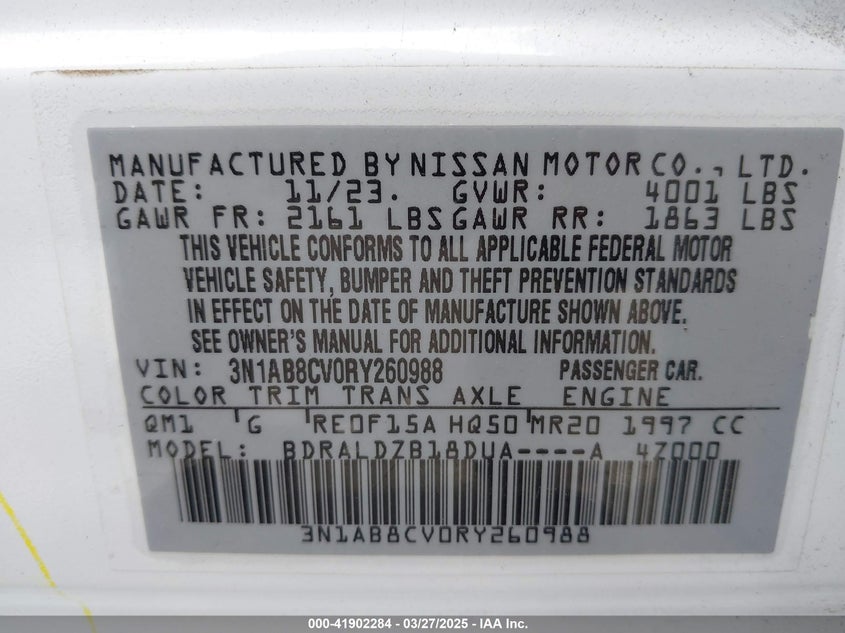 MANUFACTURED BY NISSAN MOTOR CO., LTD.
DATE: 11/23. GVWR: 4001 LBS
GAWR FR: 2161 LBS GAWR RR: 1863 LBS
THIS VEHICLE CONFORMS TO ALL APPLICABLE FEDERAL MOTOR
VEHICLE SAFETY, BUMPER AND THEFT PREVENTION STANDARDS
IN EFFECT ON THE DATE OF MANUFACTURE SHOWN ABOVE.
SEE OWNER'S MANUAL FOR ADDITIONAL INFORMATION.
VIN: 3N1AB8CV0RY260988 PASSENGER CAR.
COLOR TRIM TRANS AXLE ENGINE
QM1 'G 'RE0F15A HQ50'MR20 1997 CC
MODEL: BDRALDZB18DUA----A 4Z000
3N1AB8CV0RY260988
000-41902284 - 03/27/2025 - IAA Inc.